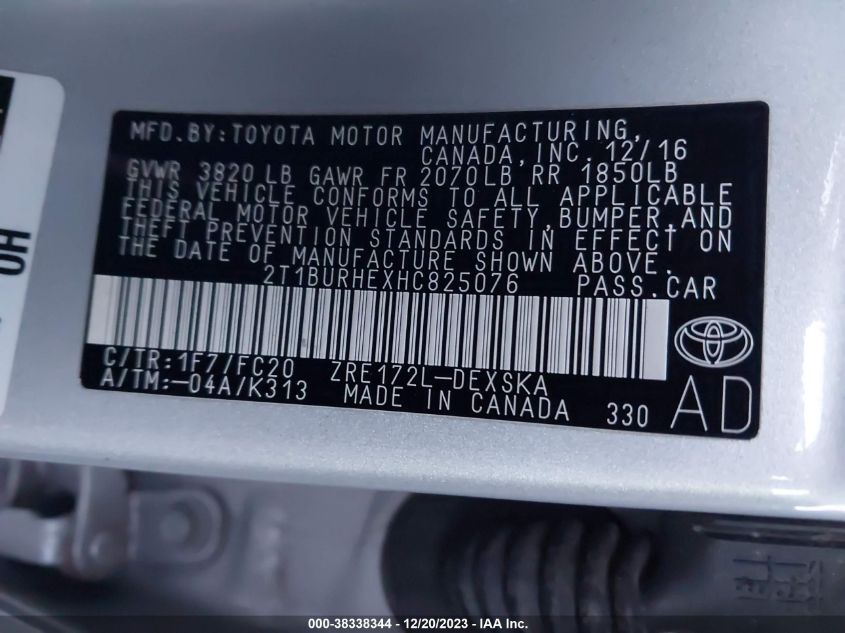 MFD.BY:TOYOTA MOTOR MANUFACTURING,
CANADA,INC. 12/16
GVWR 3820 LB GAWR FR 2070LB RR 1850LB
THIS VEHICLE CONFORMS TO ALL APPLICABLE
FEDERAL MOTOR VEHICLE SAFETY,BUMPER,AND
THEFT PREVENTION STANDARDS IN EFFECT ON
THE DATE OF MANUFACTURE SHOWN ABOVE.
2T1BURHEXHC825076 PASS.CAR
C/TR:1F7/FC20 ZRE172L-DEXSKA
A/TM:-04A/K313 MADE IN CANADA 330 AD
HO
000-38338344 / 12/20/2023 - IAA Inc.